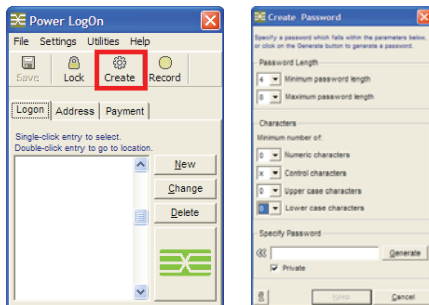 Power LogOn
File Settings Utilities Help
Save Lock Create Record
Logon Address Payment
Single-click entry to select.
Double-click entry to go to location.
New
Change
Delete
Create Password
Specify a password which falls within the parameters below,
or click on the Generate button to generate a password.
Password Length
4 Minimum password length
8 Maximum password length
Characters
Minimum number of:
0 Numeric characters
x Control characters
0 Upper case characters
0 Lower case characters
Specify Password
Generate
Private
Keep Cancel